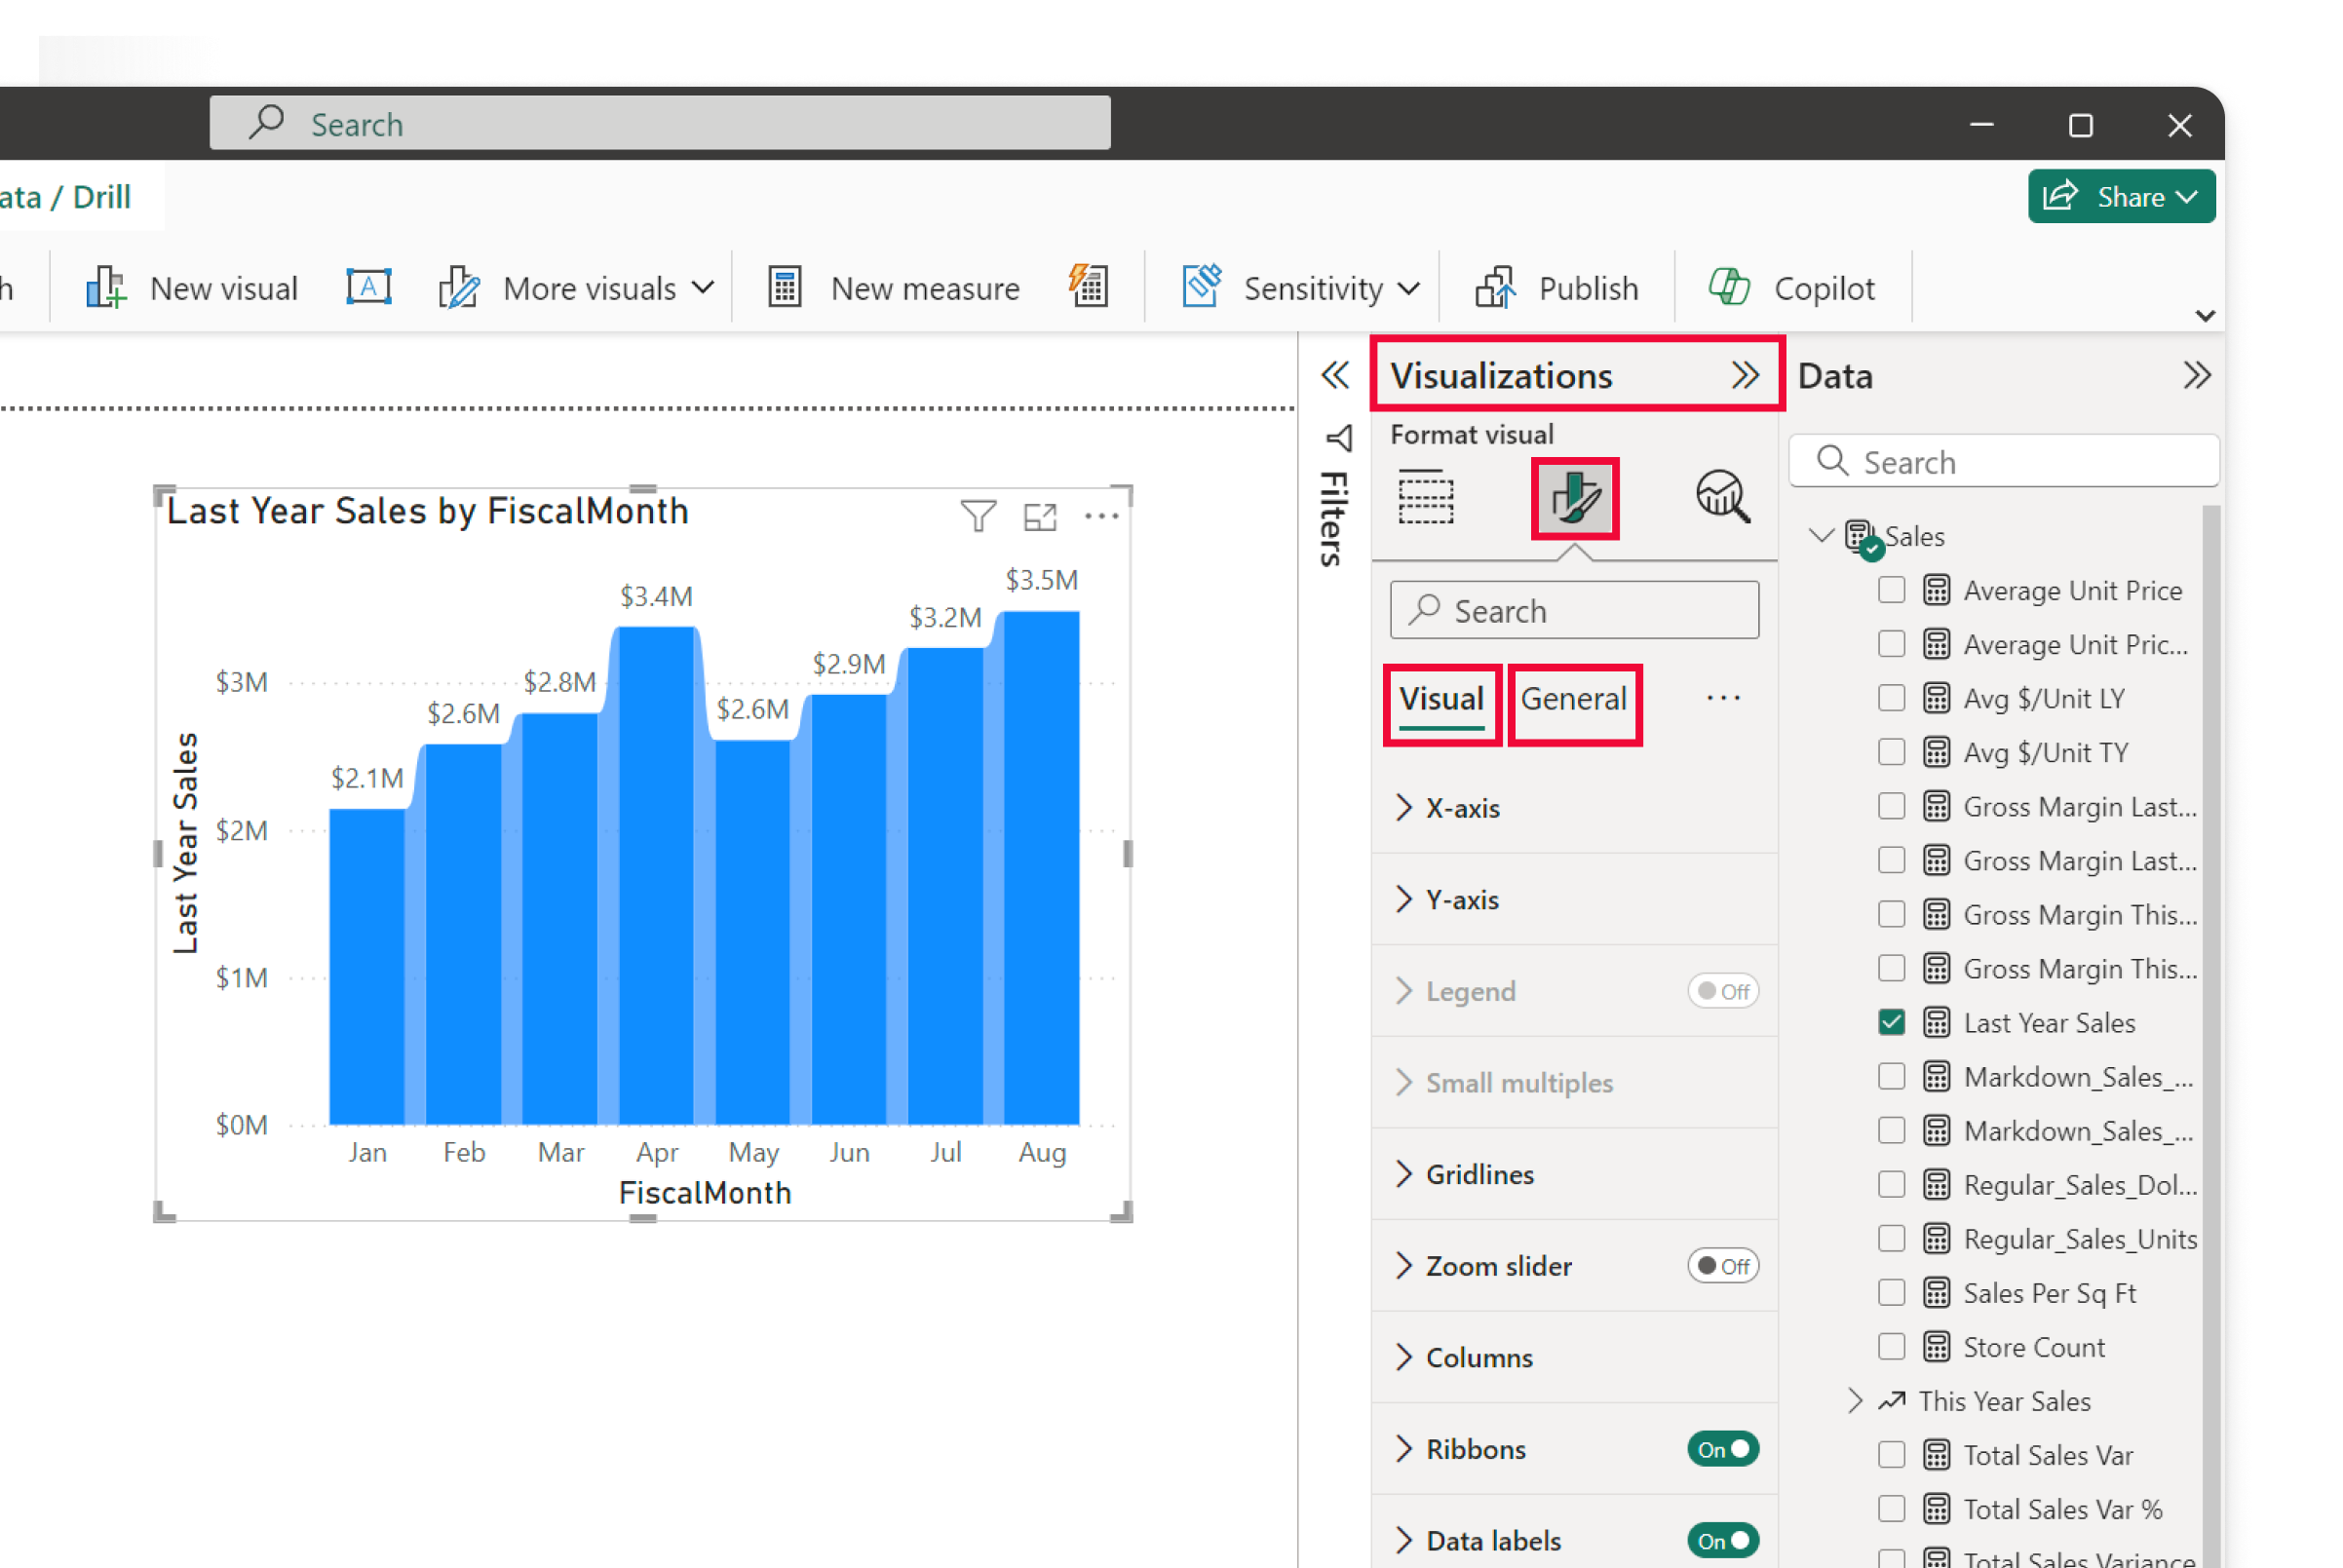 Search
ata / Drill
Share
h
New visual
A
More visuals
New measure
Sensitivity
Publish
Copilot
Last Year Sales by FiscalMonth
$3.5M
$3.4M
$3.2M
$2.9M
$3M
$2.8M
$2.6M
$2.6M
$2.1M
$2M
$1M
$0M
Last Year Sales
Jan Feb Mar Apr May Jun Jul Aug
FiscalMonth
Filters
Visualizations
Format visual
Search
Visual General
X-axis
Y-axis
Legend Off
Small multiples
Gridlines
Zoom slider Off
Columns
Ribbons On
Data labels On
Data
Search
Sales
Average Unit Price
Average Unit Pric...
Avg $/Unit LY
Avg $/Unit TY
Gross Margin Last...
Gross Margin Last...
Gross Margin This...
Gross Margin This...
Last Year Sales
Markdown_Sales_...
Markdown_Sales_...
Regular_Sales_Dol...
Regular_Sales_Units
Sales Per Sq Ft
Store Count
This Year Sales
Total Sales Var
Total Sales Var %
Total Sales Variance